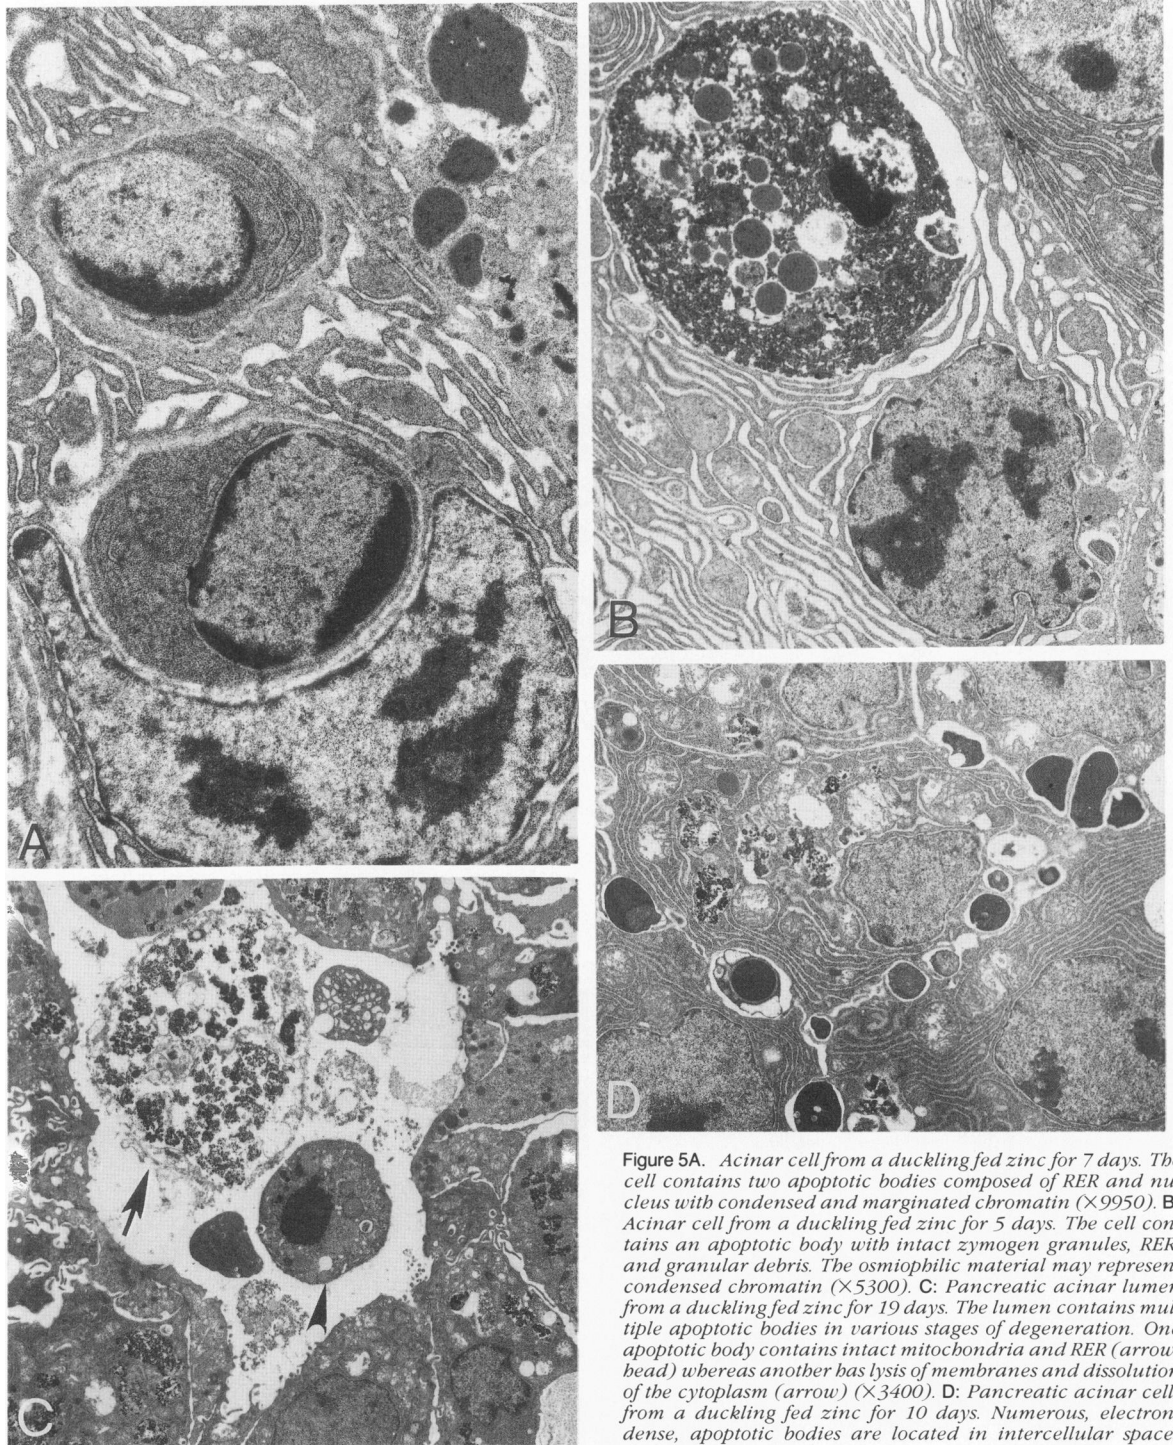 A
B
C
D
Figure 5A. Acinar cell from a duckling fed zinc for 7 days. Th
cell contains two apoptotic bodies composed of RER and nu
cleus with condensed and marginated chromatin (×9950). B
Acinar cell from a duckling fed zinc for 5 days. The cell con
tains an apoptotic body with intact zymogen granules, RER
and granular debris. The osmiophilic material may represen
condensed chromatin (×5300). C: Pancreatic acinar lume
from a duckling fed zinc for 19 days. The lumen contains mul
tiple apoptotic bodies in various stages of degeneration. On
apoptotic body contains intact mitochondria and RER (arrow
head) whereas another has lysis of membranes and dissolution
of the cytoplasm (arrow) (×3400). D: Pancreatic acinar cell
from a duckling fed zinc for 10 days. Numerous, electron
dense, apoptotic bodies are located in intercellular space